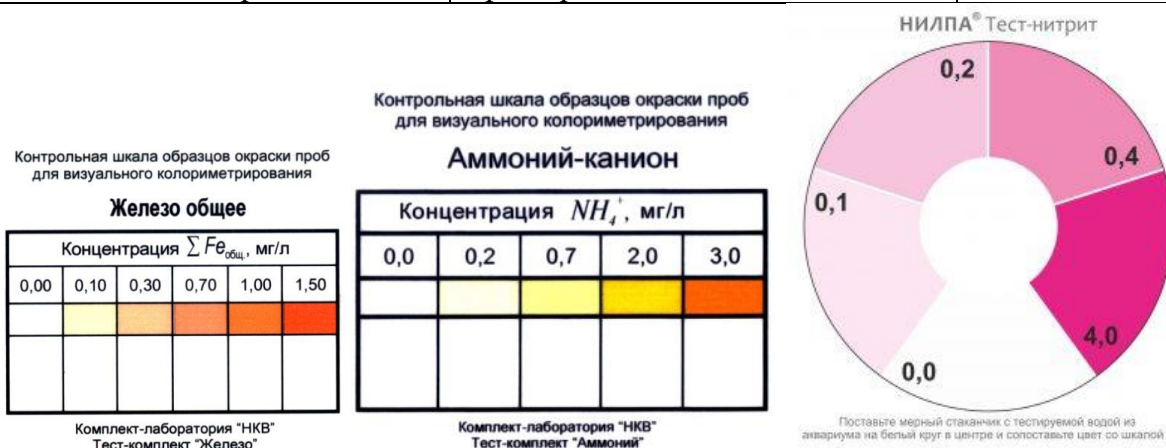 Контрольная шкала образцов окраски проб
для визуального колориметрирования
Железо общее
Концентрация ∑ Fe общ., мг/л
0,00 0,10 0,30 0,70 1,00 1,50
Комплект-лаборатория "НКВ"
Тест-комплект "Железо"
Контрольная шкала образцов окраски проб
для визуального колориметрирования
Аммоний-канион
Концентрация NH₄⁺, мг/л
0,0 0,2 0,7 2,0 3,0
Комплект-лаборатория "НКВ"
Тест-комплект "Аммоний"
НИЛПА® Тест-нитрит
0,2
0,4
0,1
4,0
0,0
Поставьте мерный стаканчик с тестируемой водой из
аквариума на белый круг в центре и сопоставьте цвет со шкалой